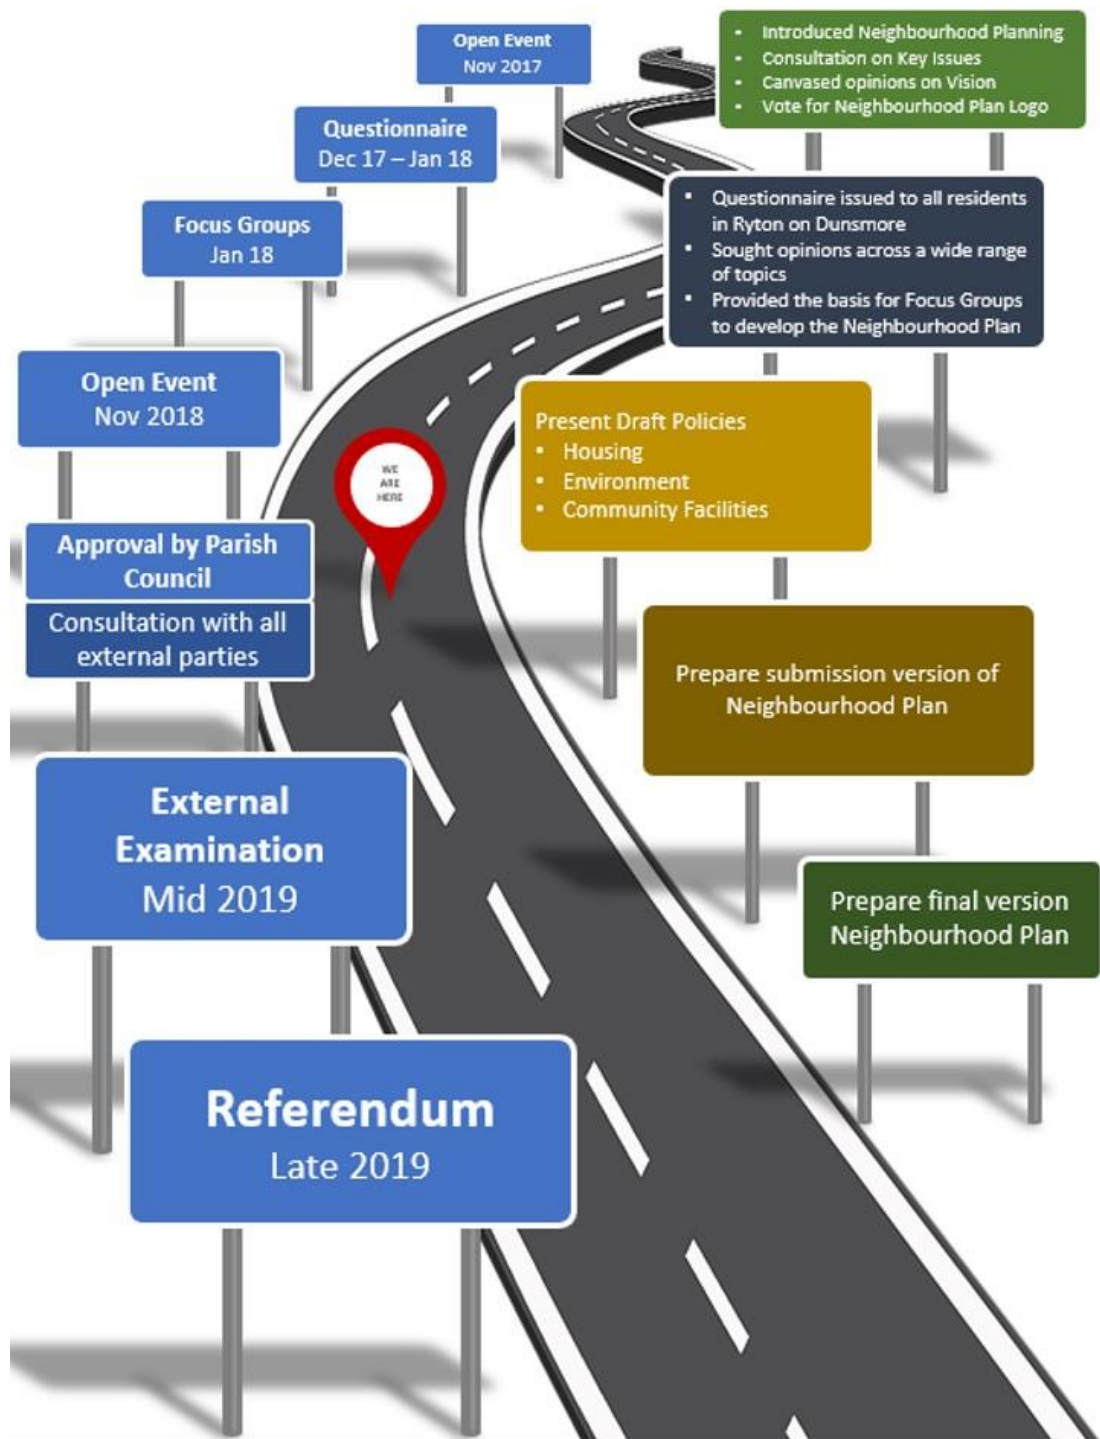 Open Event
Nov 2017
• Introduced Neighbourhood Planning
• Consultation on Key Issues
• Canvased opinions on Vision
• Vote for Neighbourhood Plan Logo
Questionnaire
Dec 17 – Jan 18
▪ Questionnaire issued to all residents
in Ryton on Dunsmore
▪ Sought opinions across a wide range
of topics
▪ Provided the basis for Focus Groups
to develop the Neighbourhood Plan
Focus Groups
Jan 18
Open Event
Nov 2018
Present Draft Policies
• Housing
• Environment
• Community Facilities
WE
ARE
HERE
Approval by Parish
Council
Consultation with all
external parties
Prepare submission version of
Neighbourhood Plan
External
Examination
Mid 2019
Prepare final version
Neighbourhood Plan
Referendum
Late 2019